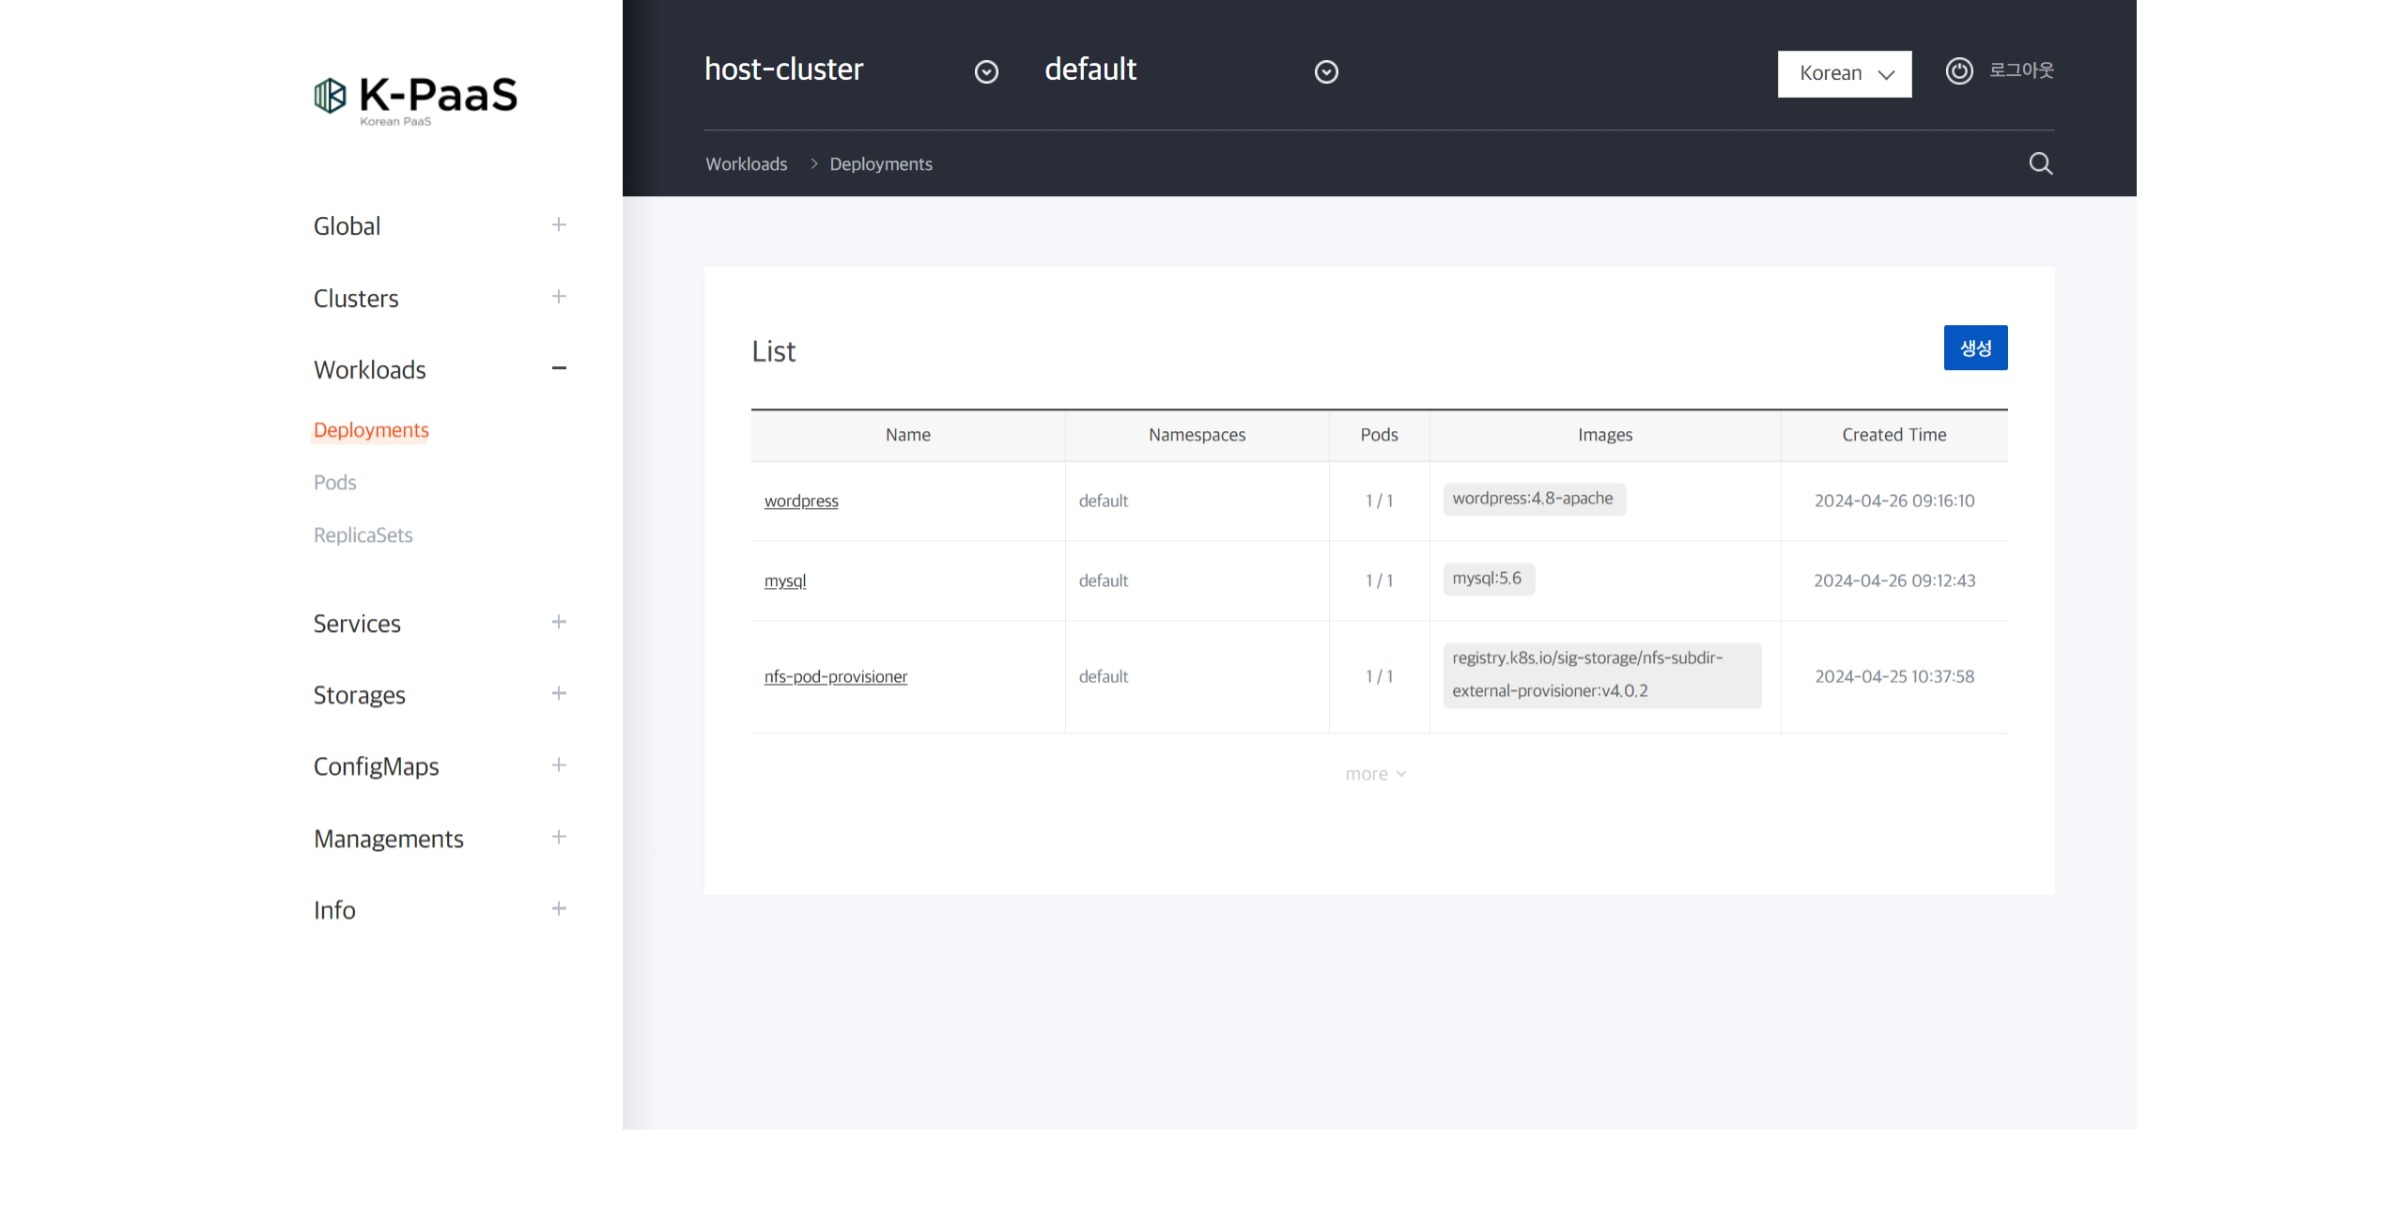 K-PaaS
Korean PaaS
Global
Clusters
Workloads
Deployments
Pods
ReplicaSets
Services
Storages
ConfigMaps
Managements
Info
host-cluster default Korean 로그아웃
Workloads > Deployments
List 생성
Name Namespaces Pods Images Created Time
wordpress default 1 / 1 wordpress:4.8-apache 2024-04-26 09:16:10
mysql default 1 / 1 mysql:5.6 2024-04-26 09:12:43
nfs-pod-provisioner default 1 / 1 registry.k8s.io/sig-storage/nfs-subdir-
external-provisioner:v4.0.2 2024-04-25 10:37:58
more